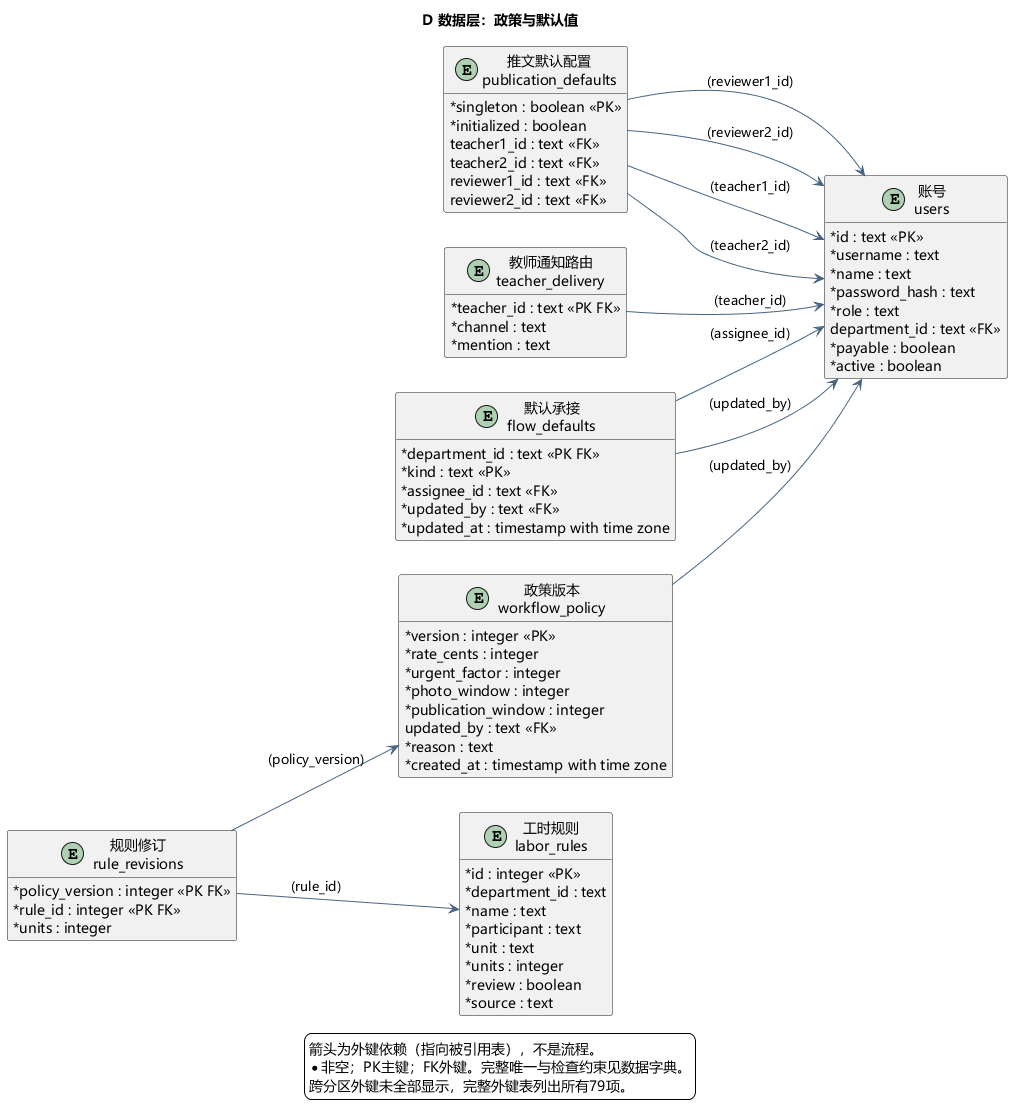 D 数据层：政策与默认值
E
推文默认配置
publication_defaults
*singleton : boolean «PK»
*initialized : boolean
teacher1_id : text «FK»
teacher2_id : text «FK»
reviewer1_id : text «FK»
reviewer2_id : text «FK»
(reviewer1_id)
(reviewer2_id)
(teacher1_id)
(teacher2_id)
E
账号
users
*id : text «PK»
*username : text
*name : text
*password_hash : text
*role : text
department_id : text «FK»
*payable : boolean
*active : boolean
E
教师通知路由
teacher_delivery
*teacher_id : text «PK FK»
*channel : text
*mention : text
(teacher_id)
E
默认承接
flow_defaults
*department_id : text «PK FK»
*kind : text «PK»
*assignee_id : text «FK»
*updated_by : text «FK»
*updated_at : timestamp with time zone
(assignee_id)
(updated_by)
(updated_by)
E
政策版本
workflow_policy
*version : integer «PK»
*rate_cents : integer
*urgent_factor : integer
*photo_window : integer
*publication_window : integer
updated_by : text «FK»
*reason : text
*created_at : timestamp with time zone
(policy_version)
E
规则修订
rule_revisions
*policy_version : integer «PK FK»
*rule_id : integer «PK FK»
*units : integer
(rule_id)
E
工时规则
labor_rules
*id : integer «PK»
*department_id : text
*name : text
*participant : text
*unit : text
*units : integer
*review : boolean
*source : text
箭头为外键依赖（指向被引用表），不是流程。
• 非空；PK主键；FK外键。完整唯一与检查约束见数据字典。
跨分区外键未全部显示，完整外键表列出所有79项。